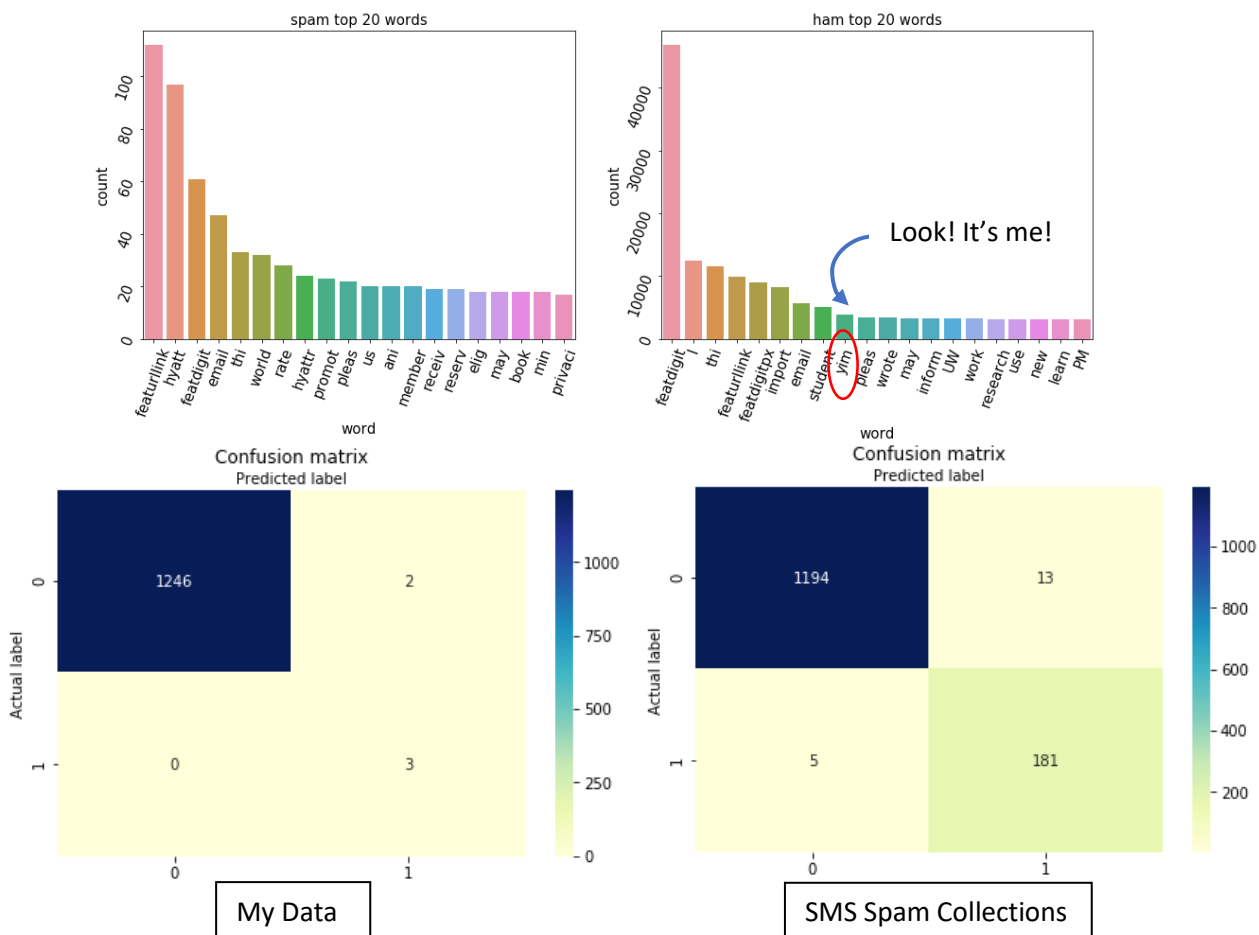 spam top 20 words
count
0
20
40
60
80
100
featurllink
hyatt
featdigit
email
thi
world
rate
hyattr
promot
pleas
us
ani
member
receiv
reserv
elig
may
book
min
privaci
word
ham top 20 words
count
0
10000
20000
30000
40000
Look! It's me!
featdigit
I
thi
featurllink
featdigitpx
import
email
student
yim
pleas
wrote
may
inform
UW
work
research
use
new
learn
PM
word
Confusion matrix
Predicted label
Actual label
0
1246
2
1
0
3
0
1
1000
750
500
250
0
My Data
Confusion matrix
Predicted label
Actual label
0
1194
13
1
5
181
0
1
1000
800
600
400
200
SMS Spam Collections